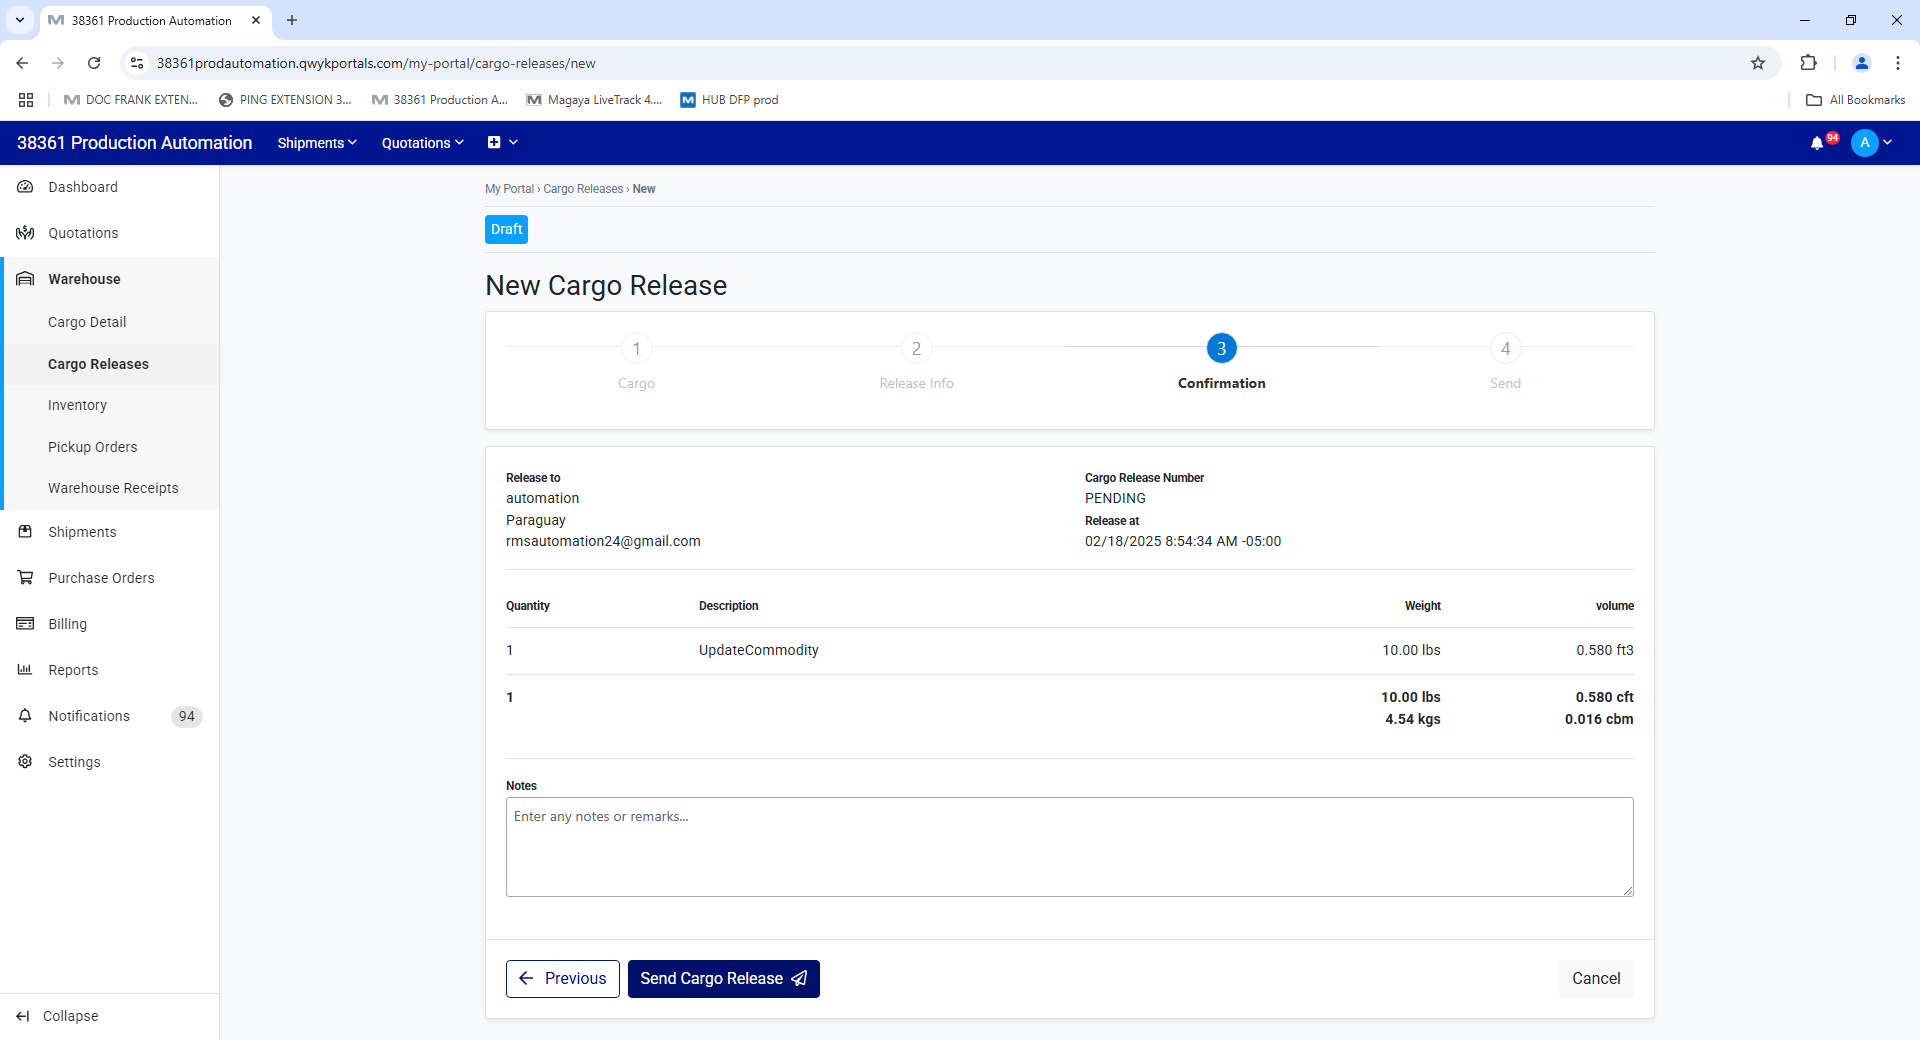 38361 Production Automation
38361prodautomation.qwykportals.com/my-portal/cargo-releases/new
DOC FRANK EXTEN...
PING EXTENSION 3...
38361 Production A...
Magaya LiveTrack 4....
HUB DFP prod
All Bookmarks
38361 Production Automation
Shipments
Quotations
94
A
Dashboard
Quotations
Warehouse
Cargo Detail
Cargo Releases
Inventory
Pickup Orders
Warehouse Receipts
Shipments
Purchase Orders
Billing
Reports
Notifications 94
Settings
Collapse
My Portal › Cargo Releases › New
Draft
New Cargo Release
1 2 3 4
Cargo Release Info Confirmation Send
Release to
automation
Paraguay
rmsautomation24@gmail.com
Cargo Release Number
PENDING
Release at
02/18/2025 8:54:34 AM -05:00
Quantity Description Weight volume
1 UpdateCommodity 10.00 lbs 0.580 ft3
1 10.00 lbs 0.580 cft
4.54 kgs 0.016 cbm
Notes
Enter any notes or remarks...
Previous
Send Cargo Release
Cancel